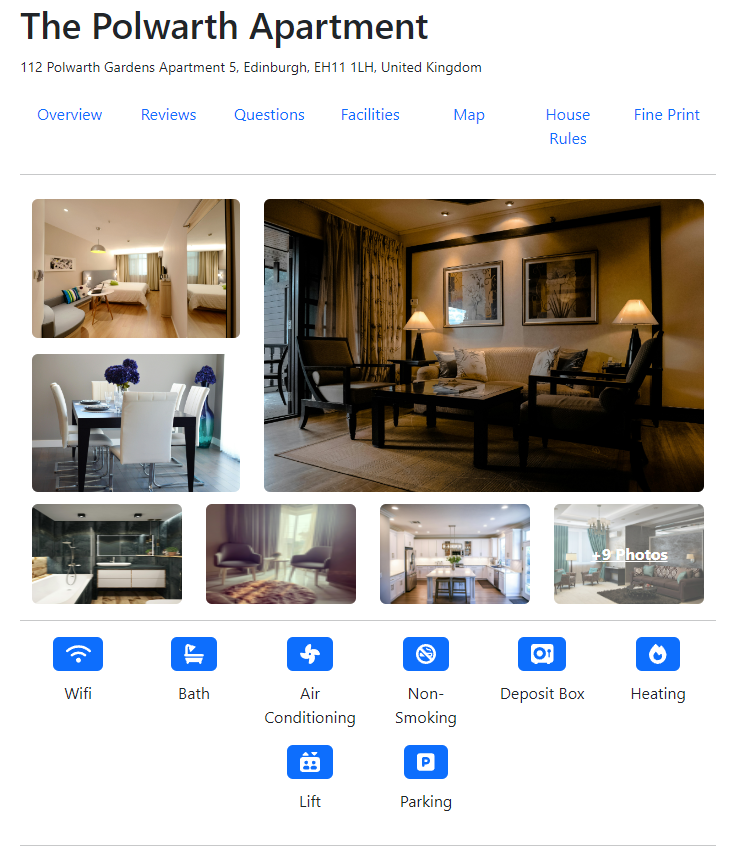 The Polwarth Apartment
112 Polwarth Gardens Apartment 5, Edinburgh, EH11 1LH, United Kingdom
Overview
Reviews
Questions
Facilities
Map
House
Rules
Fine Print
+9 Photos
Wifi
Bath
Air
Conditioning
Non-
Smoking
Deposit Box
Heating
Lift
P
Parking